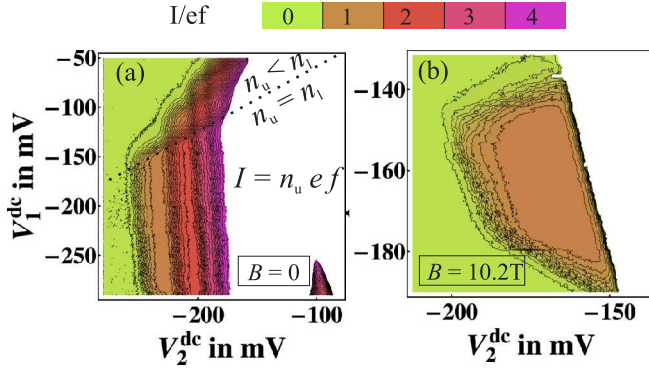 I/ef 0 1 2 3 4
(a)
n_u < n_l
n_u = n_l
I = n_u e f
B = 0
−50
−100
−150
−200
−250
V_1^dc in mV
−200 −100
V_2^dc in mV
(b)
−140
−160
−180
B = 10.2T
−200 −150
V_2^dc in mV